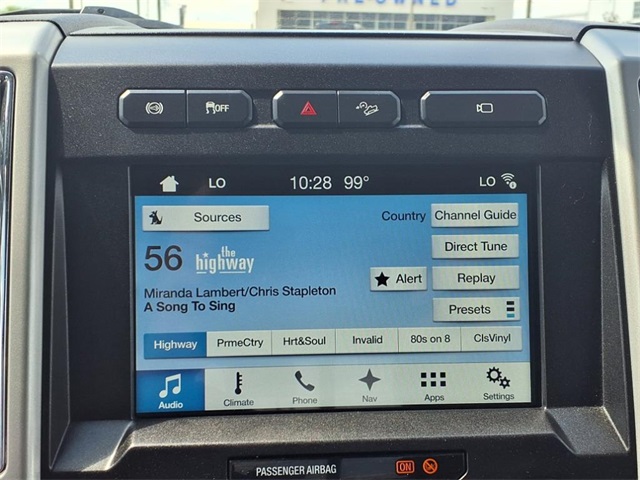 PRE-OWNED
OFF
LO 10:28 99° LO
Sources Country Channel Guide
56 the highway Direct Tune
Alert Replay
Miranda Lambert/Chris Stapleton
A Song To Sing Presets
Highway PrmeCtry Hrt&Soul Invalid 80s on 8 ClsVinyl
Audio Climate Phone Nav Apps Settings
PASSENGER AIRBAG ON